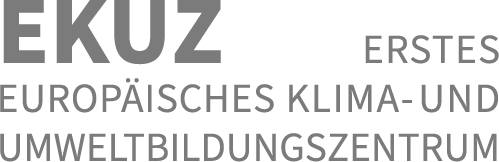 EKUZ ERSTES
EUROPÄISCHES KLIMA-UND
UMWELTBILDUNGSZENTRUM